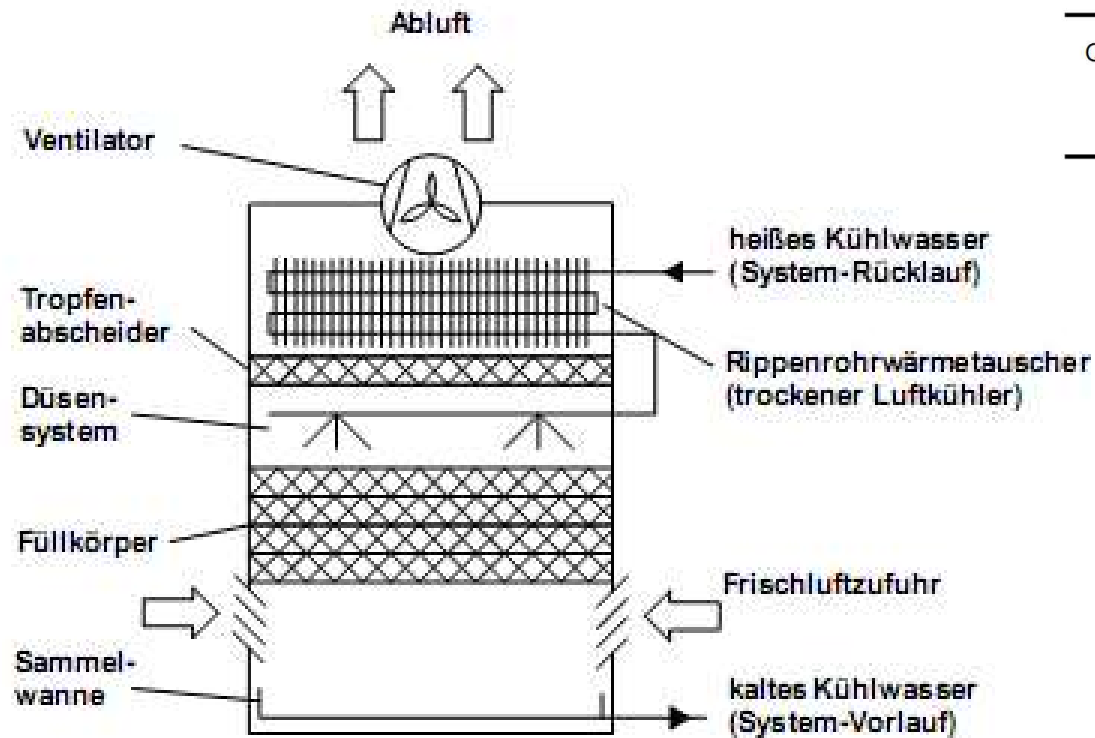 Abluft
Ventilator
heißes Kühlwasser
(System-Rücklauf)
Tropfen-
abscheider
Rippenrohrwärmetauscher
(trockener Luftkühler)
Düsen-
system
Füllkörper
Frischluftzufuhr
Sammel-
wanne
kaltes Kühlwasser
(System-Vorlauf)